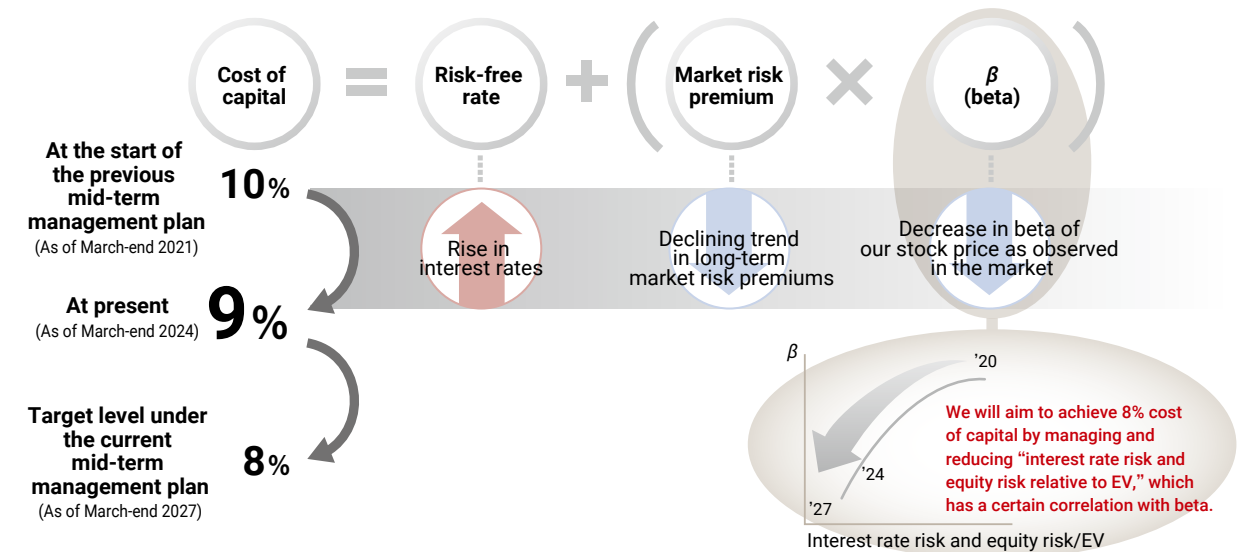 Cost of
capital
=
Risk-free
rate
+
(
Market risk
premium
×
β
(beta)
)
At the start of
the previous
mid-term
management plan
(As of March-end 2021)
10%
Rise in
interest rates
Declining trend
in long-term
market risk premiums
Decrease in beta of
our stock price as observed
in the market
At present
(As of March-end 2024)
9%
Target level under
the current
mid-term
management plan
(As of March-end 2027)
8%
β
'20
'24
'27
Interest rate risk and equity risk/EV
We will aim to achieve 8% cost
of capital by managing and
reducing “interest rate risk and
equity risk relative to EV,” which
has a certain correlation with beta.